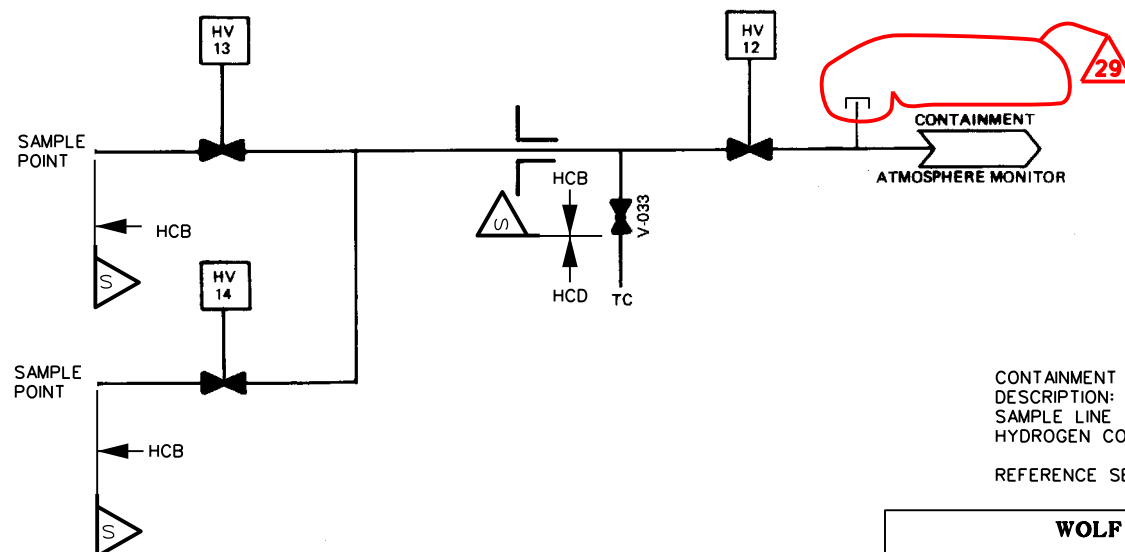 HV
13
HV
12
29
SAMPLE
POINT
CONTAINMENT
ATMOSPHERE MONITOR
HCB
S
HCB
S
HCD
V-033
TC
HV
14
SAMPLE
POINT
HCB
S
CONTAINMENT
DESCRIPTION:
SAMPLE LINE
HYDROGEN CO
REFERENCE SE
WOLF